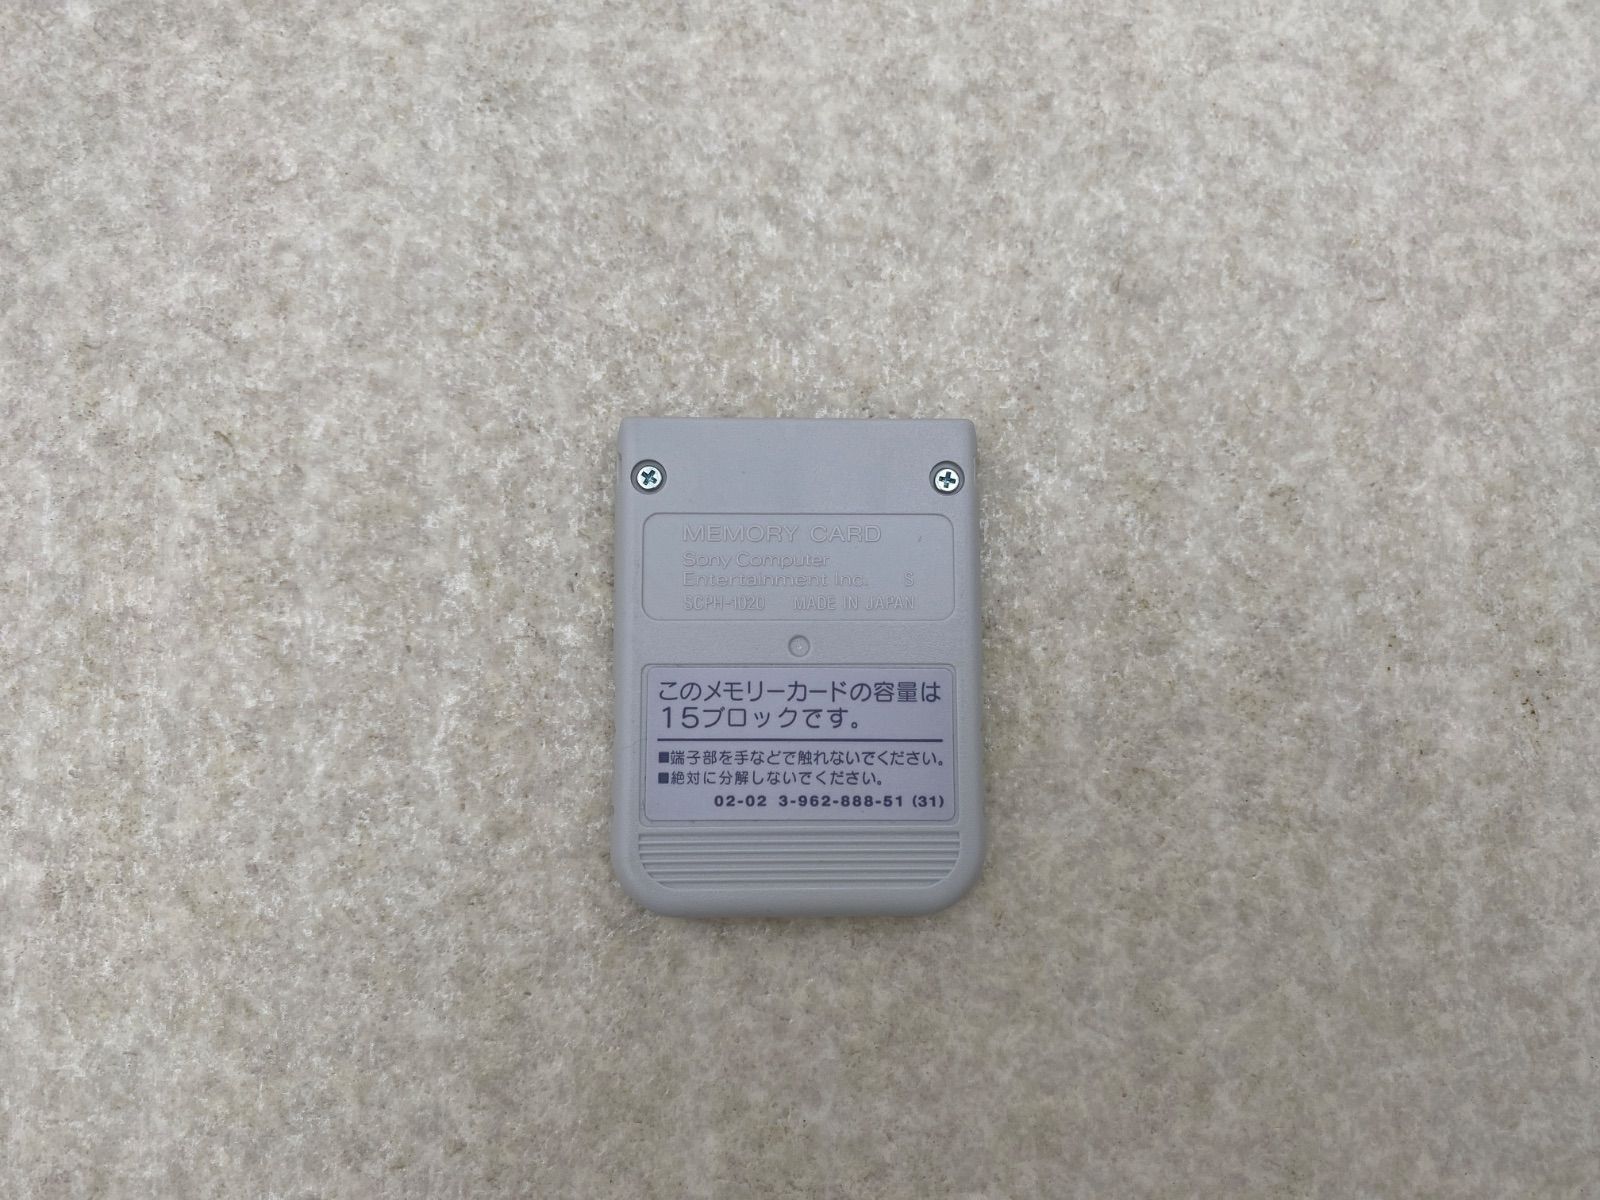 MEMORY CARD
Sony Computer
Entertainment Inc. S
SCPH-1020 MADE IN JAPAN
このメモリーカードの容量は
15ブロックです。
■端子部を手などで触れないでください。
■絶対に分解しないでください。
02-02 3-962-888-51 (31)